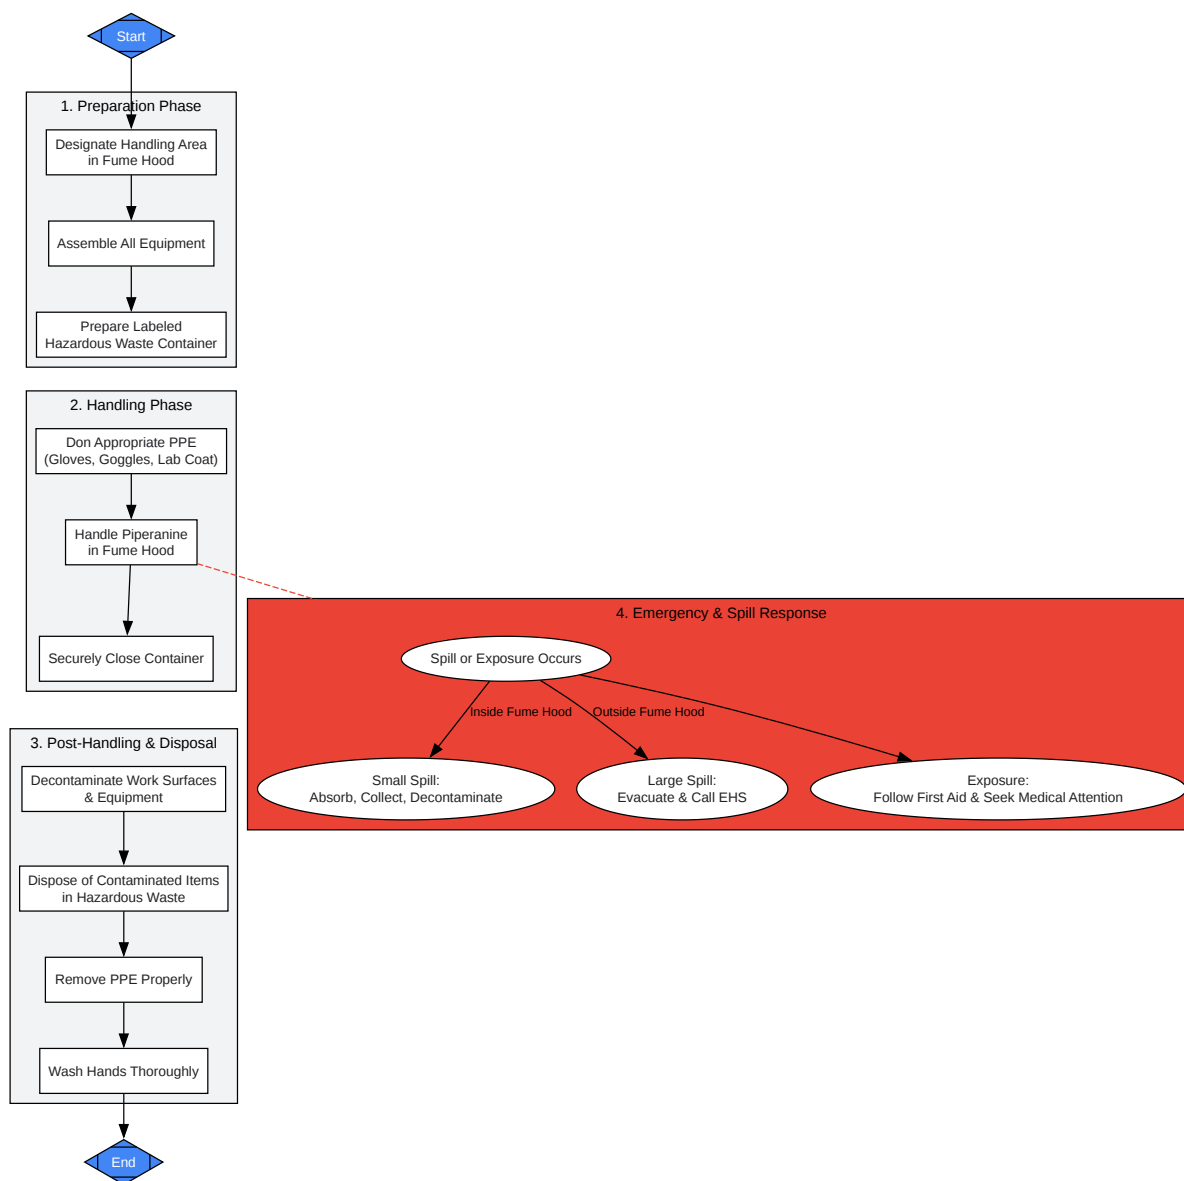 Start
1. Preparation Phase
Designate Handling Area
in Fume Hood
Assemble All Equipment
Prepare Labeled
Hazardous Waste Container
2. Handling Phase
Don Appropriate PPE
(Gloves, Goggles, Lab Coat)
Handle Piperanine
in Fume Hood
Securely Close Container
4. Emergency & Spill Response
Spill or Exposure Occurs
Inside Fume Hood
Outside Fume Hood
Small Spill:
Absorb, Collect, Decontaminate
Large Spill:
Evacuate & Call EHS
Exposure:
Follow First Aid & Seek Medical Attention
3. Post-Handling & Disposal
Decontaminate Work Surfaces
& Equipment
Dispose of Contaminated Items
in Hazardous Waste
Remove PPE Properly
Wash Hands Thoroughly
End